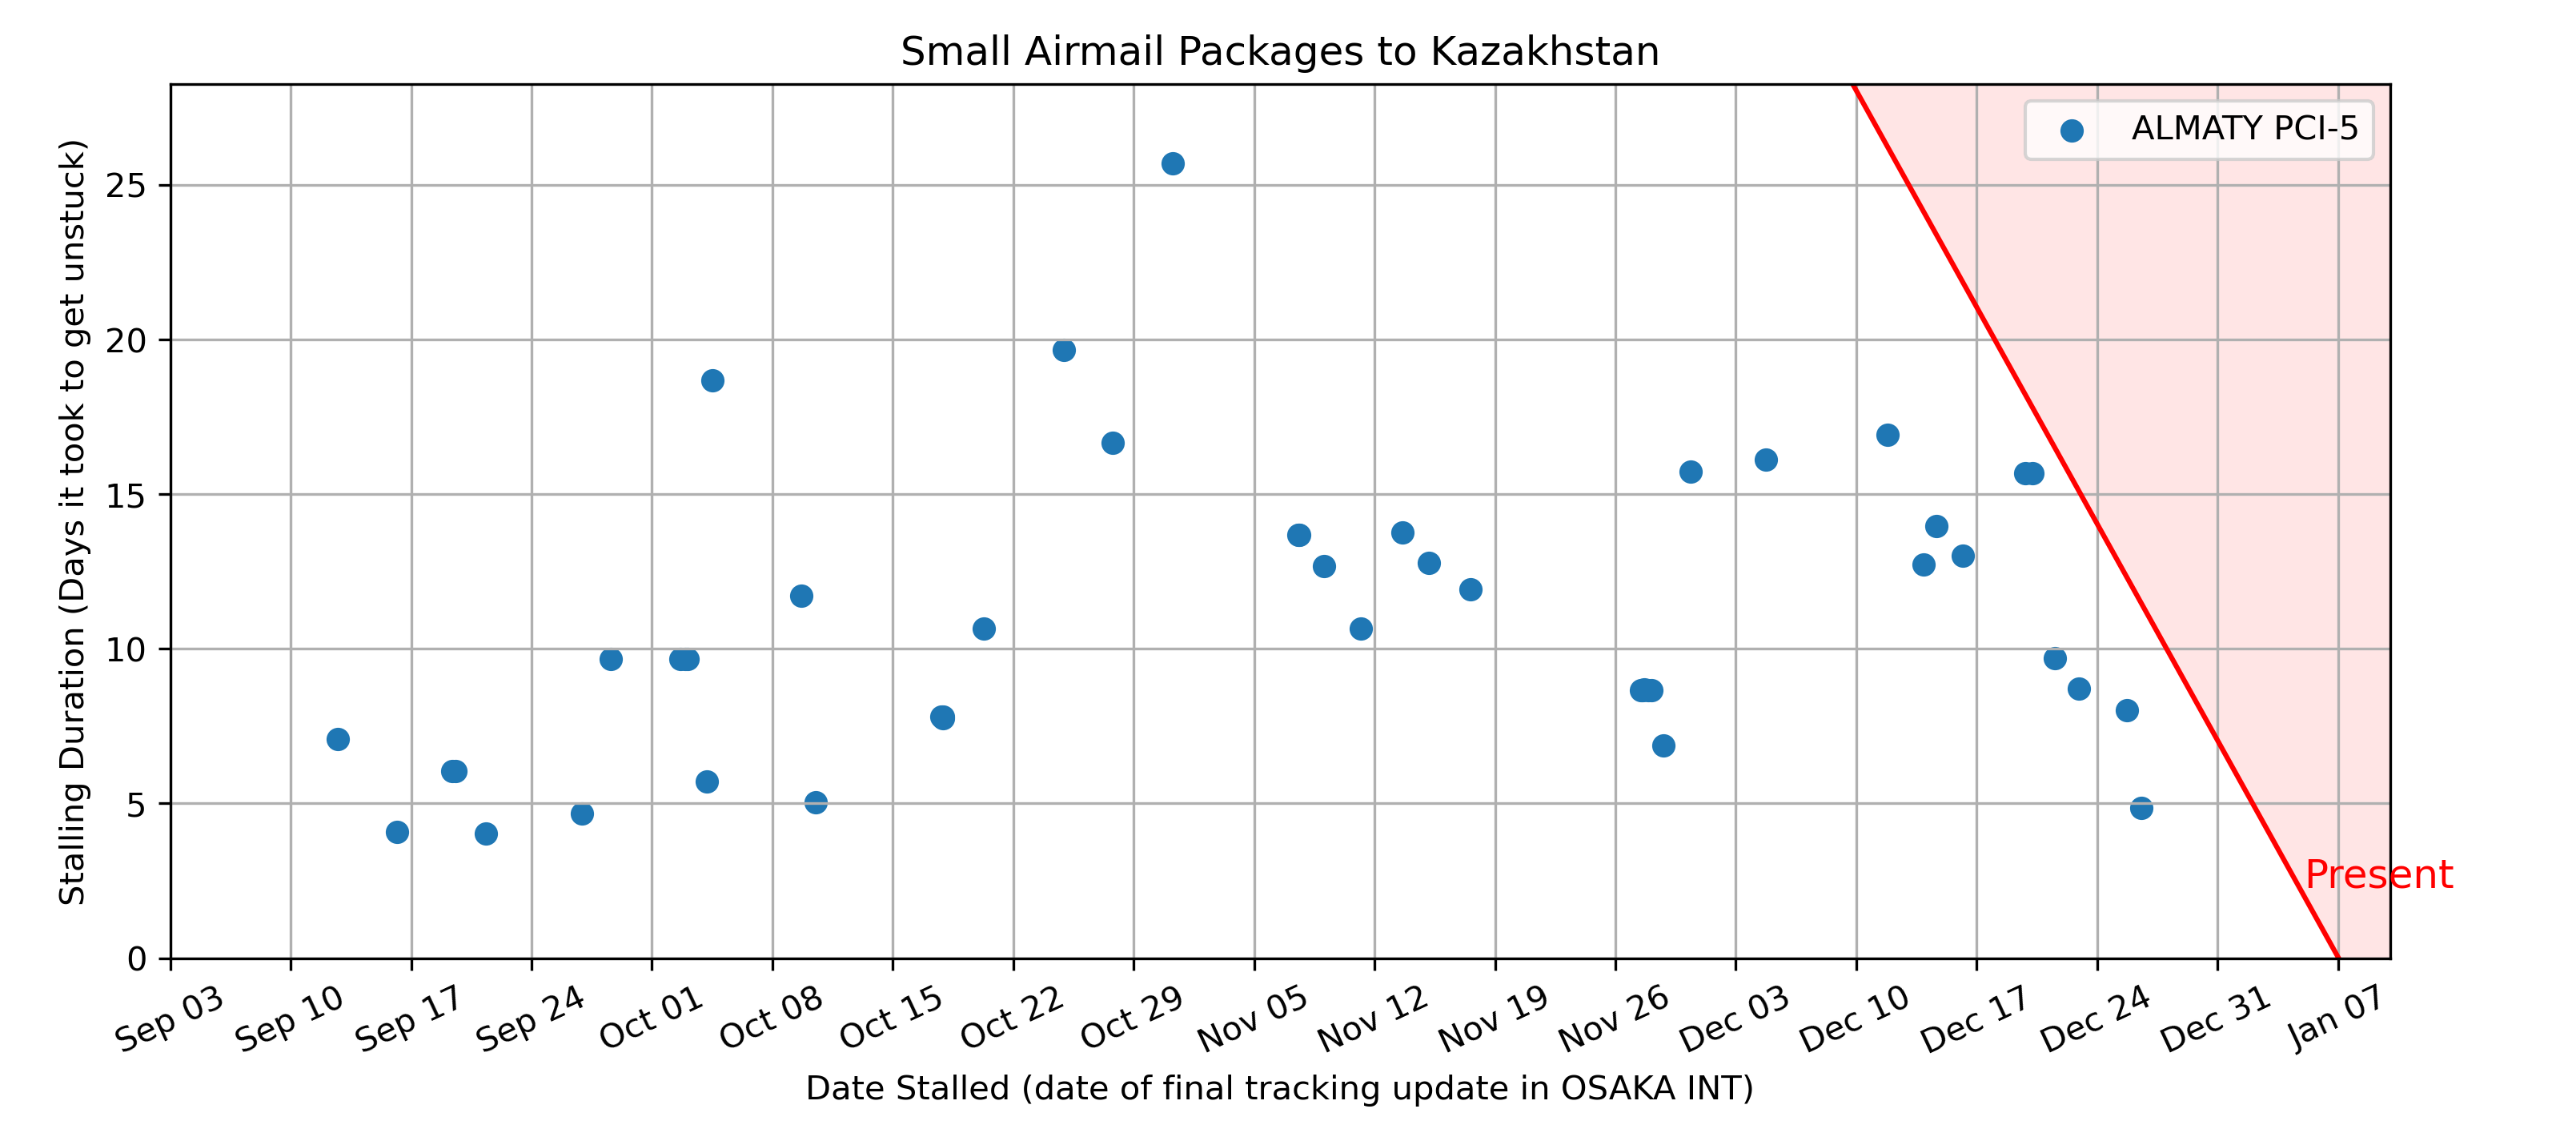 Small Airmail Packages to Kazakhstan
ALMATY PCI-5
Stalling Duration (Days it took to get unstuck)
25
20
15
10
5
0
Present
Sep 03 Sep 10 Sep 17 Sep 24 Oct 01 Oct 08 Oct 15 Oct 22 Oct 29 Nov 05 Nov 12 Nov 19 Nov 26 Dec 03 Dec 10 Dec 17 Dec 24 Dec 31 Jan 07
Date Stalled (date of final tracking update in OSAKA INT)